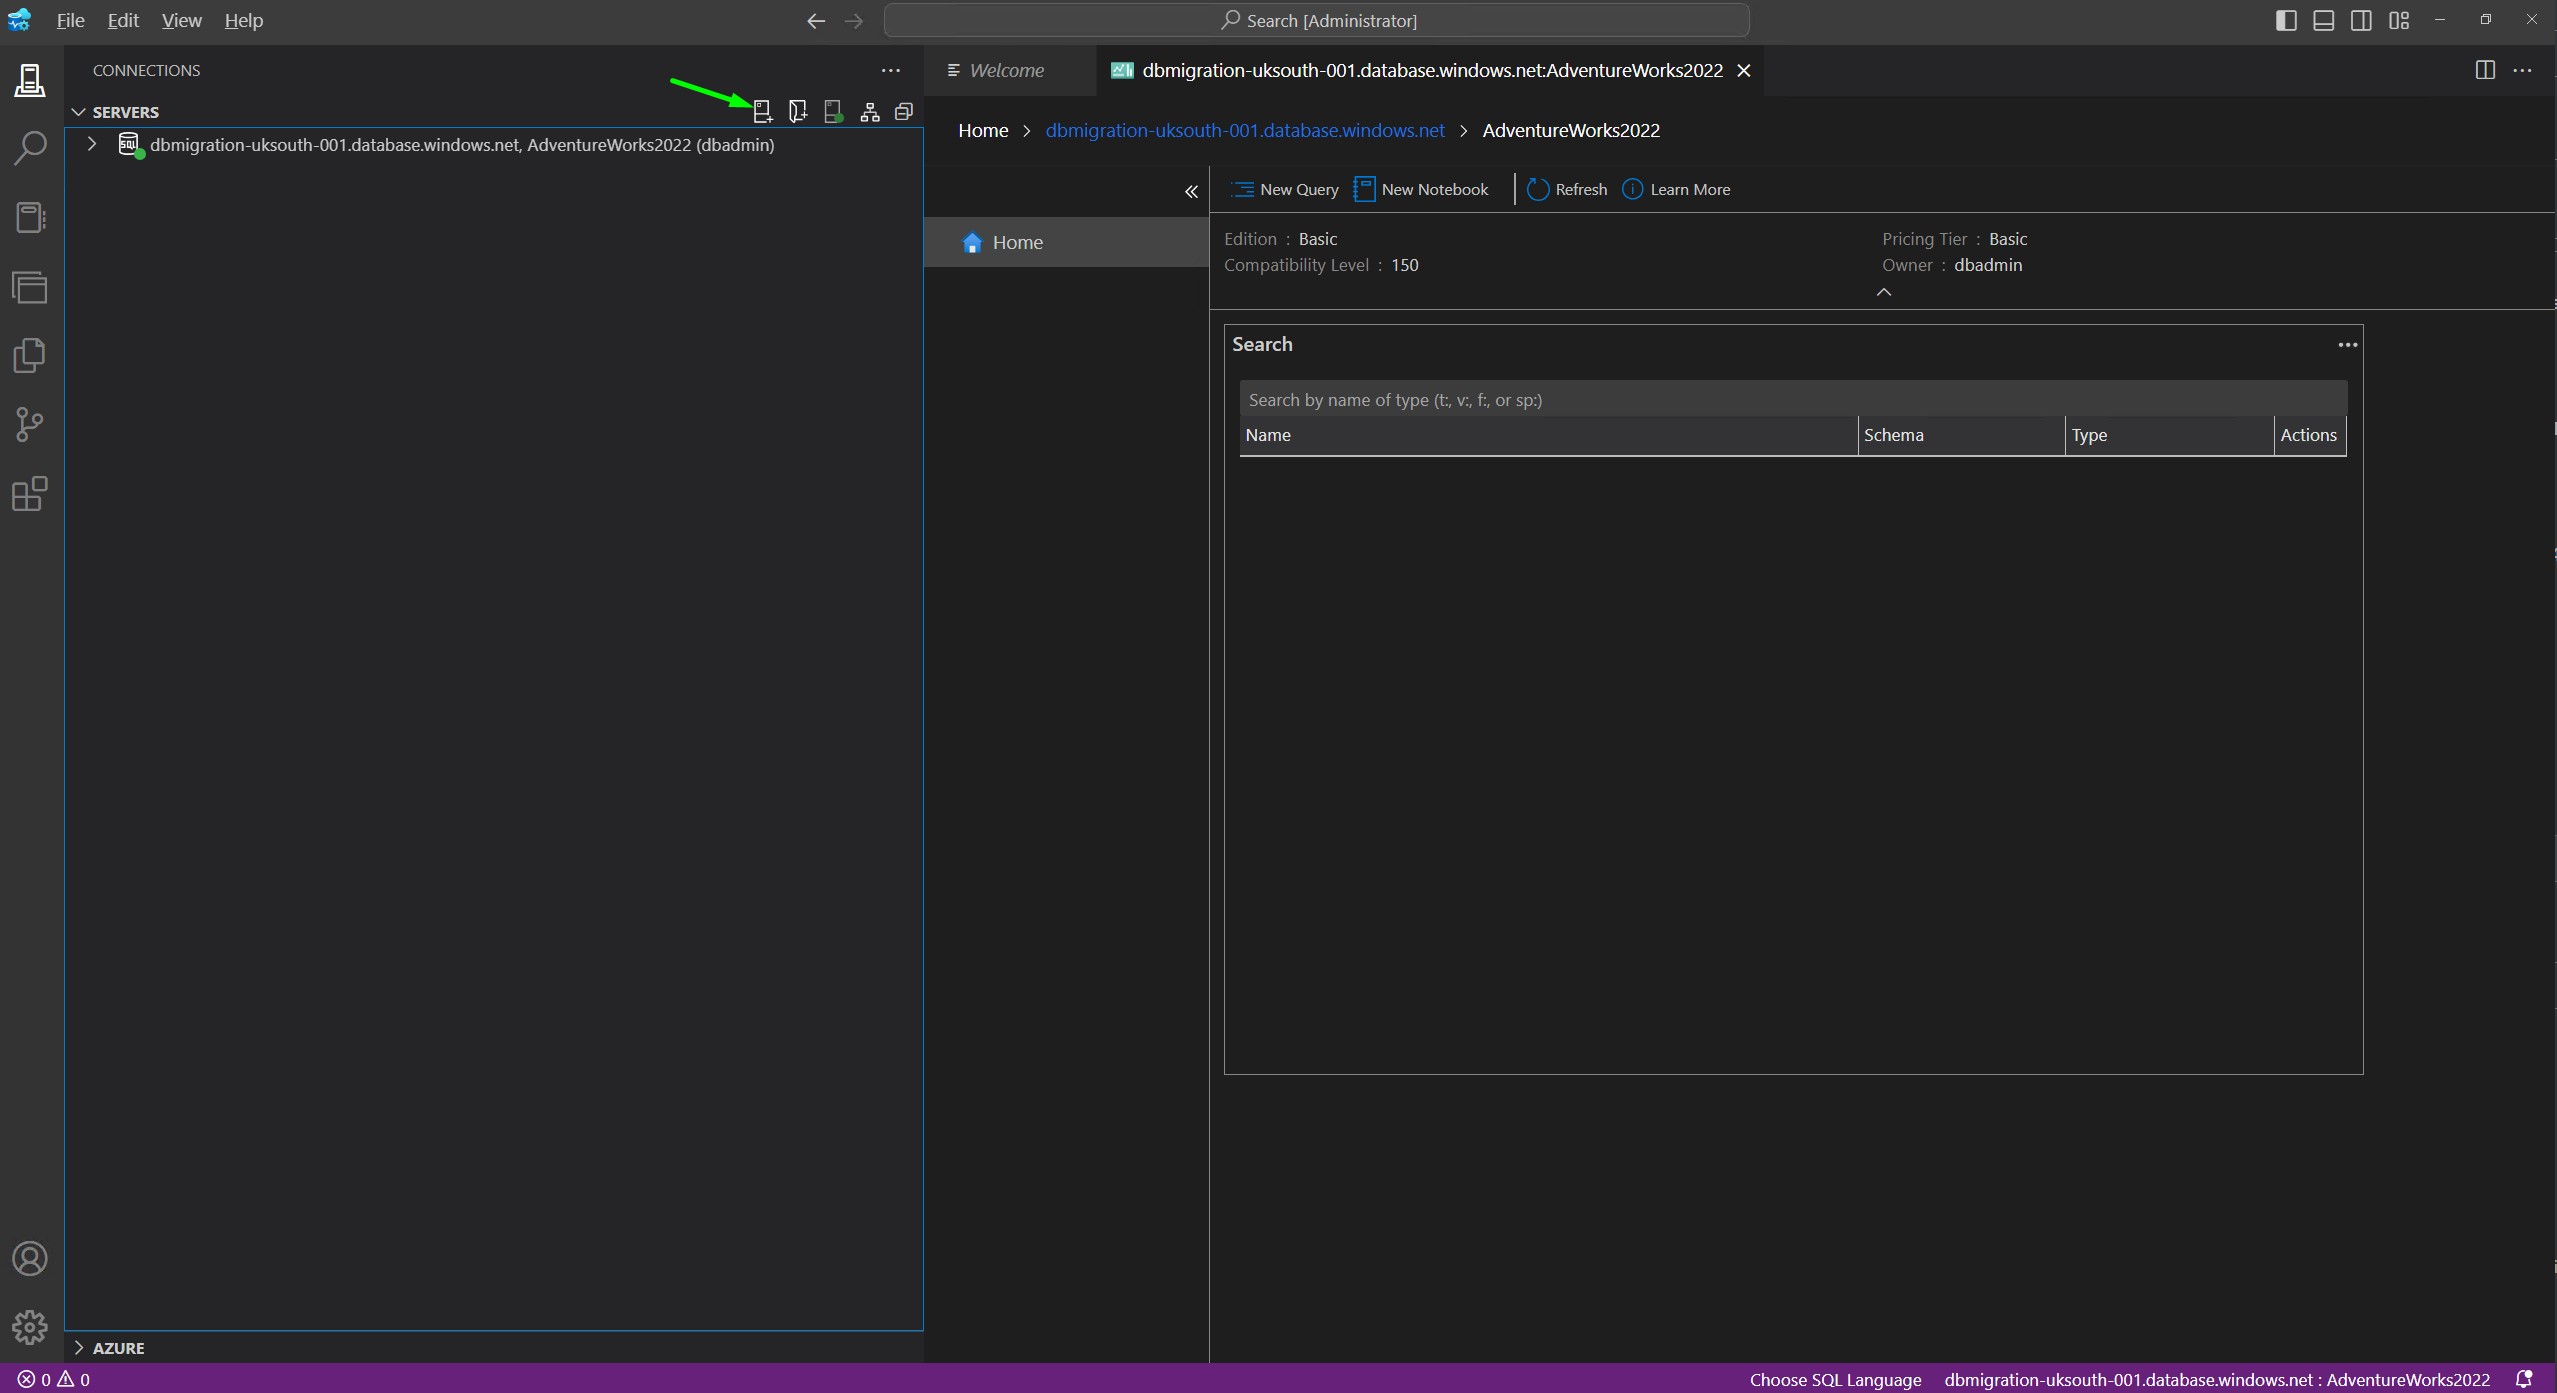 File Edit View Help
Search [Administrator]
CONNECTIONS
Welcome
dbmigration-uksouth-001.database.windows.net:AdventureWorks2022
SERVERS
dbmigration-uksouth-001.database.windows.net, AdventureWorks2022 (dbadmin)
Home > dbmigration-uksouth-001.database.windows.net > AdventureWorks2022
New Query New Notebook Refresh Learn More
Home
Edition : Basic
Pricing Tier : Basic
Compatibility Level : 150
Owner : dbadmin
Search
Search by name of type (t:, v:, f:, or sp:)
Name Schema Type Actions
AZURE
0 0
Choose SQL Language dbmigration-uksouth-001.database.windows.net : AdventureWorks2022